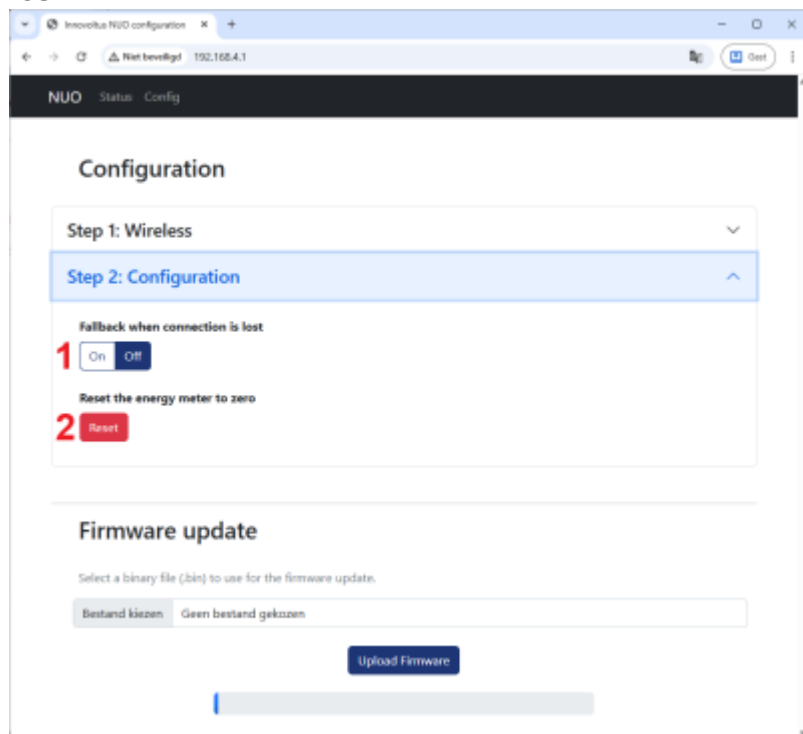 Innovoltus NUO configuration
Niet beveiligd 192.168.4.1
Gast
NUO Status Config
Configuration
Step 1: Wireless
Step 2: Configuration
Fallback when connection is lost
1 On Off
Reset the energy meter to zero
2 Reset
Firmware update
Select a binary file (.bin) to use for the firmware update.
Bestand kiezen Geen bestand gekozen
Upload Firmware